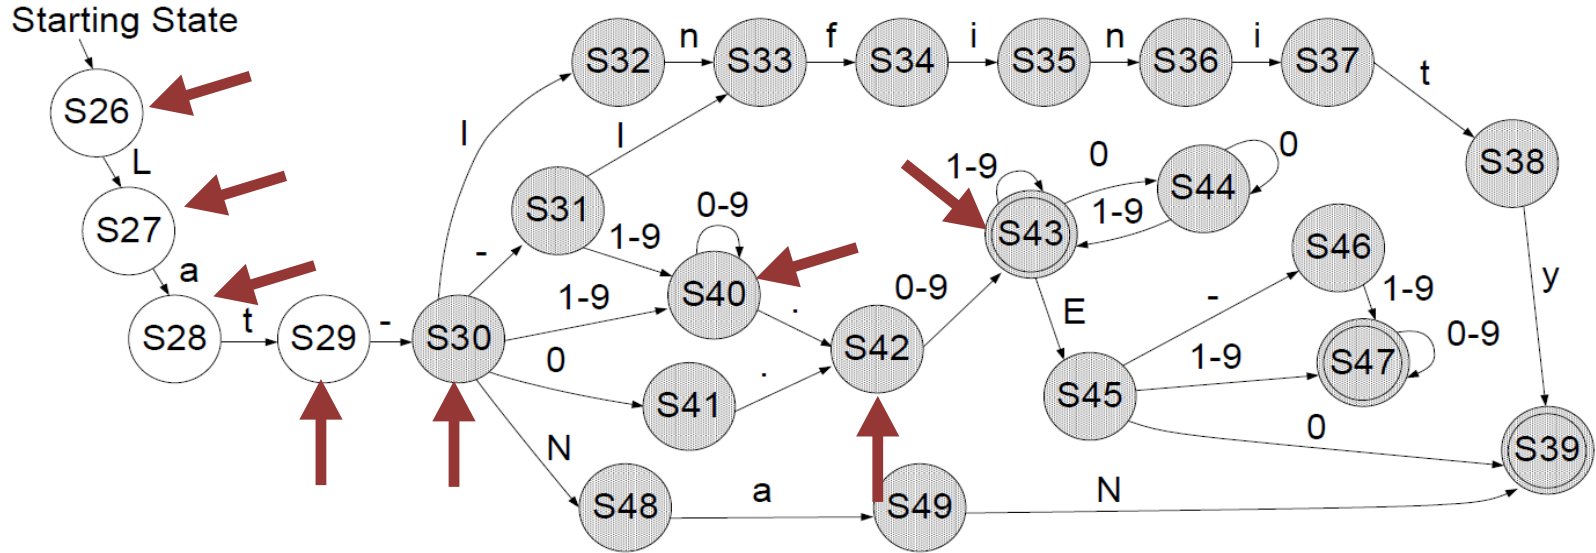 Starting State
S32 n S33 f S34 i S35 n S36 i S37
t
S26
I
I
1-9
0
0
S38
L
S44
S27
S31
0-9
1-9
S43
1-9
S46
a
-
S40
0-9
-
1-9
y
1-9
.
E
S28 t S29 - S30
S42
0
.
1-9
S47
0-9
S41
S45
0
N
S39
S48 a S49 N